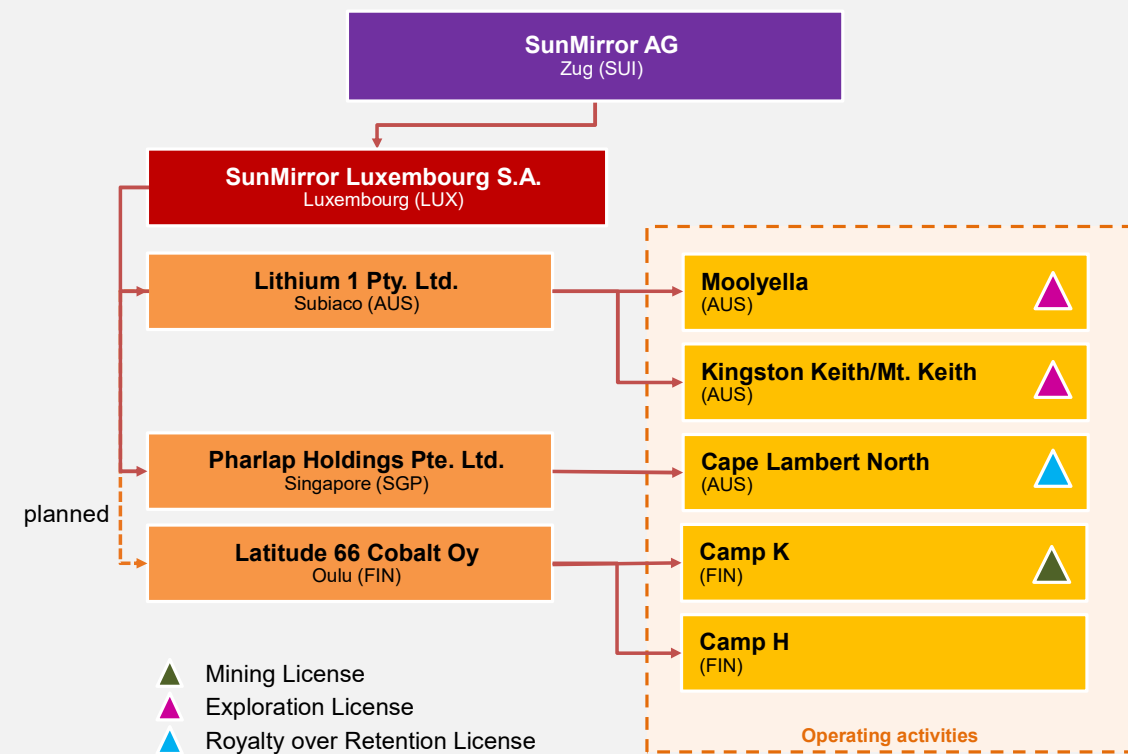 SunMirror AG
Zug (SUI)
SunMirror Luxembourg S.A.
Luxembourg (LUX)
Lithium 1 Pty. Ltd.
Subiaco (AUS)
Moolyella
(AUS)
Kingston Keith/Mt. Keith
(AUS)
Pharlap Holdings Pte. Ltd.
Singapore (SGP)
Cape Lambert North
(AUS)
planned
Latitude 66 Cobalt Oy
Oulu (FIN)
Camp K
(FIN)
Camp H
(FIN)
Mining License
Exploration License
Royalty over Retention License
Operating activities